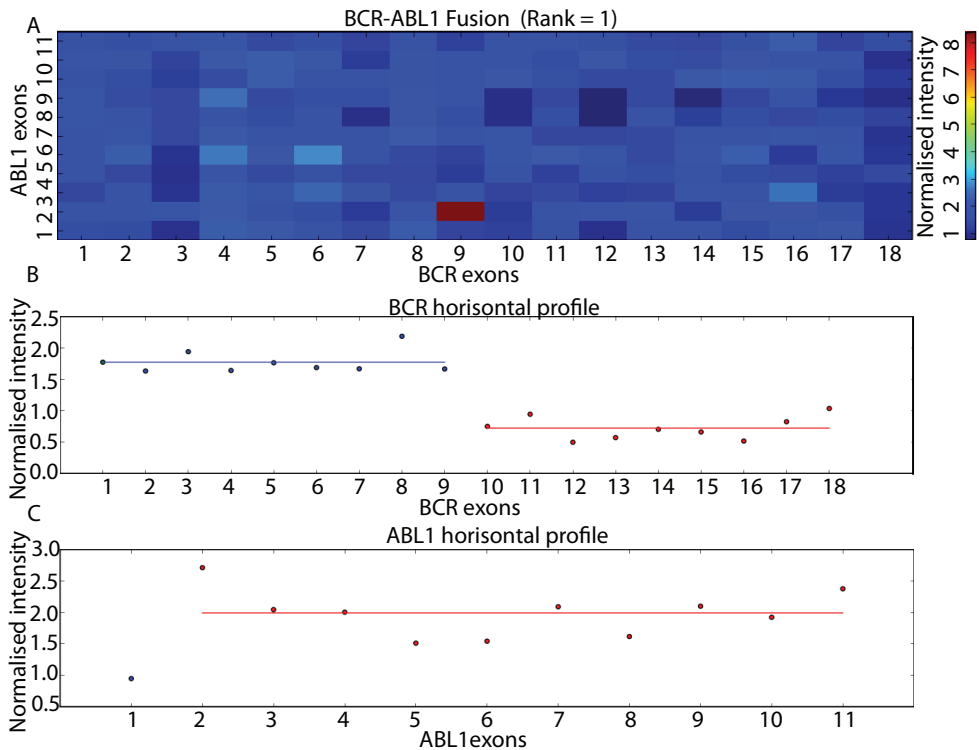 A
BCR-ABL1 Fusion (Rank = 1)
ABL1 exons
11
10
9
8
7
6
5
4
3
2
1
1 2 3 4 5 6 7 8 9 10 11 12 13 14 15 16 17 18
BCR exons
Normalised intensity
8
7
6
5
4
3
2
1
B
BCR horisontal profile
Normalised intensity
2.5
2.0
1.5
1.0
0.5
0.0
1 2 3 4 5 6 7 8 9 10 11 12 13 14 15 16 17 18
BCR exons
C
ABL1 horisontal profile
Normalised intensity
3.0
2.5
2.0
1.5
1.0
0.5
1 2 3 4 5 6 7 8 9 10 11
ABL1exons